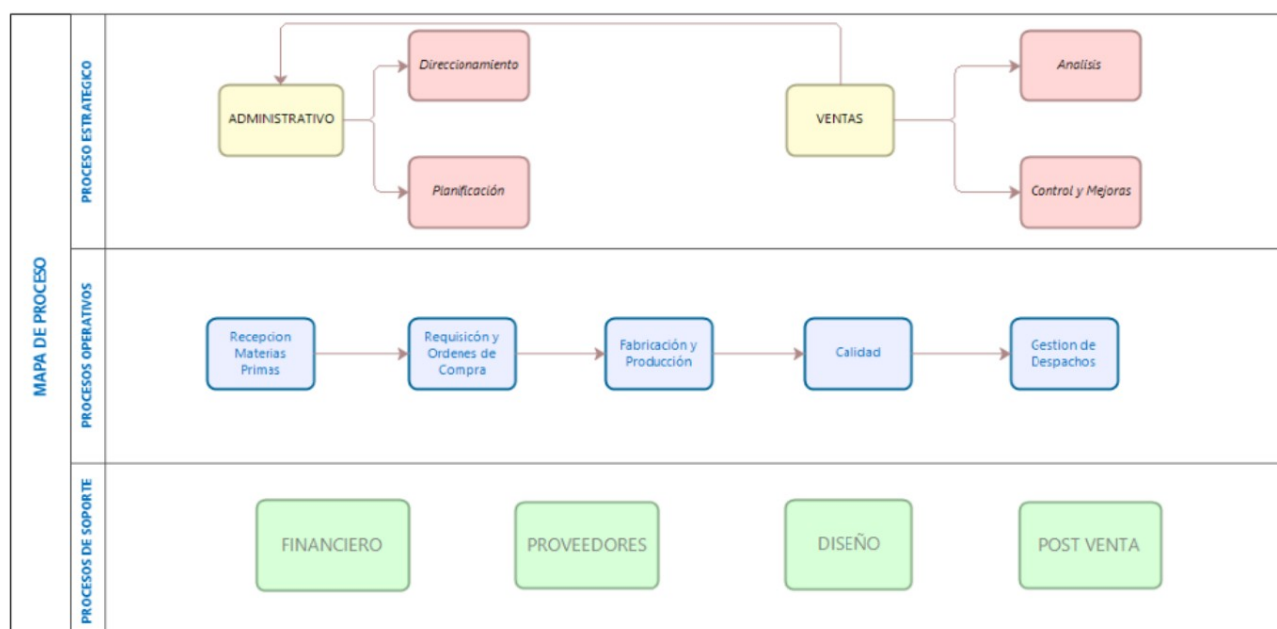 MAPA DE PROCESO
PROCESO ESTRATEGICO
Direccionamiento
Analisis
ADMINISTRATIVO
VENTAS
Planificación
Control y Mejoras
PROCESOS OPERATIVOS
Recepcion
Materias
Primas
Requisicón y
Ordenes de
Compra
Fabricación y
Producción
Calidad
Gestion de
Despachos
PROCESOS DE SOPORTE
FINANCIERO
PROVEEDORES
DISEÑO
POST VENTA